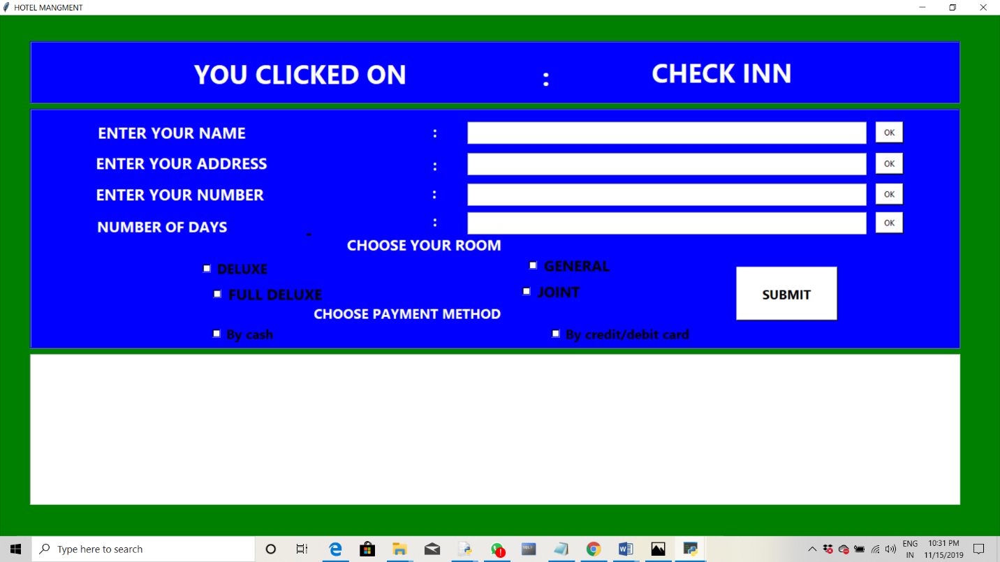 HOTEL MANGMENT
YOU CLICKED ON : CHECK INN
ENTER YOUR NAME : OK
ENTER YOUR ADDRESS : OK
ENTER YOUR NUMBER : OK
NUMBER OF DAYS : OK
-
CHOOSE YOUR ROOM
DELUXE GENERAL
FULL DELUXE JOINT
SUBMIT
CHOOSE PAYMENT METHOD
By cash By credit/debit card
Type here to search
ENG 10:31 PM
IN 11/15/2019